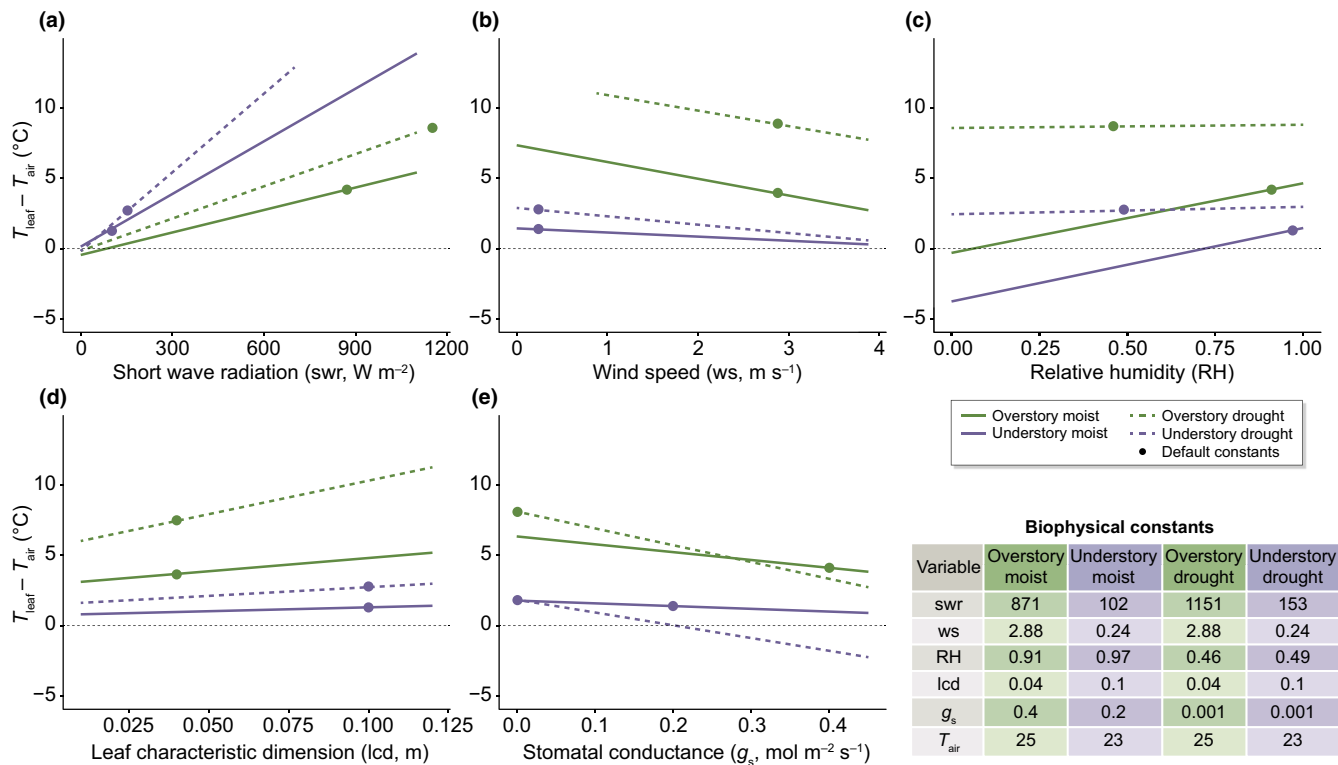 (a)
10
5
0
−5
0 300 600 900 1200
Short wave radiation (swr, W m⁻²)
T_leaf − T_air (°C)
(b)
10
5
0
−5
0 1 2 3 4
Wind speed (ws, m s⁻¹)
(c)
10
5
0
−5
0.00 0.25 0.50 0.75 1.00
Relative humidity (RH)
Overstory moist
Understory moist
Overstory drought
Understory drought
Default constants
(d)
10
5
0
−5
0.025 0.050 0.075 0.100 0.125
Leaf characteristic dimension (lcd, m)
T_leaf − T_air (°C)
(e)
10
5
0
−5
0.0 0.1 0.2 0.3 0.4
Stomatal conductance (g_s, mol m⁻² s⁻¹)
Biophysical constants
Variable Overstory moist Understory moist Overstory drought Understory drought
swr 871 102 1151 153
ws 2.88 0.24 2.88 0.24
RH 0.91 0.97 0.46 0.49
lcd 0.04 0.1 0.04 0.1
g_s 0.4 0.2 0.001 0.001
T_air 25 23 25 23